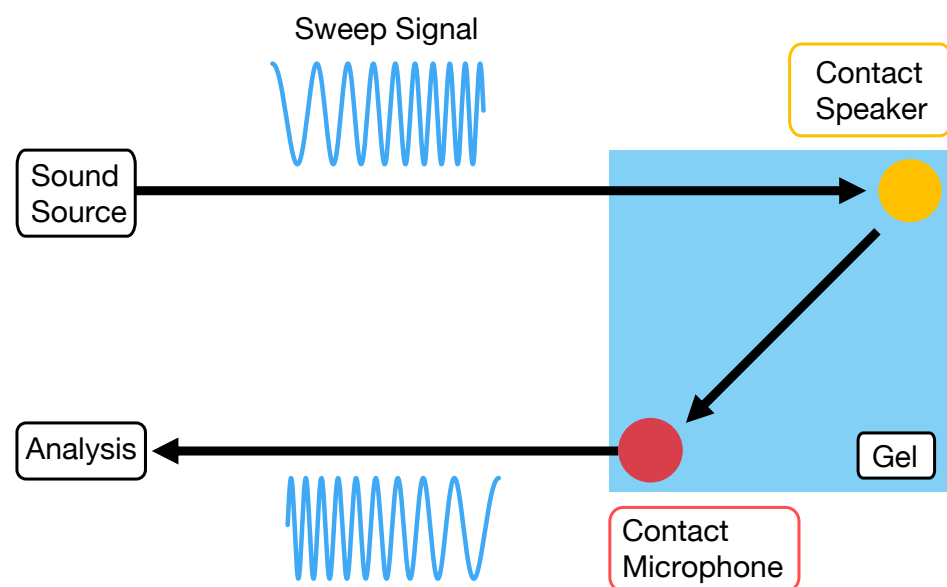 Sweep Signal
Contact
Speaker
Sound
Source
Analysis
Gel
Contact
Microphone